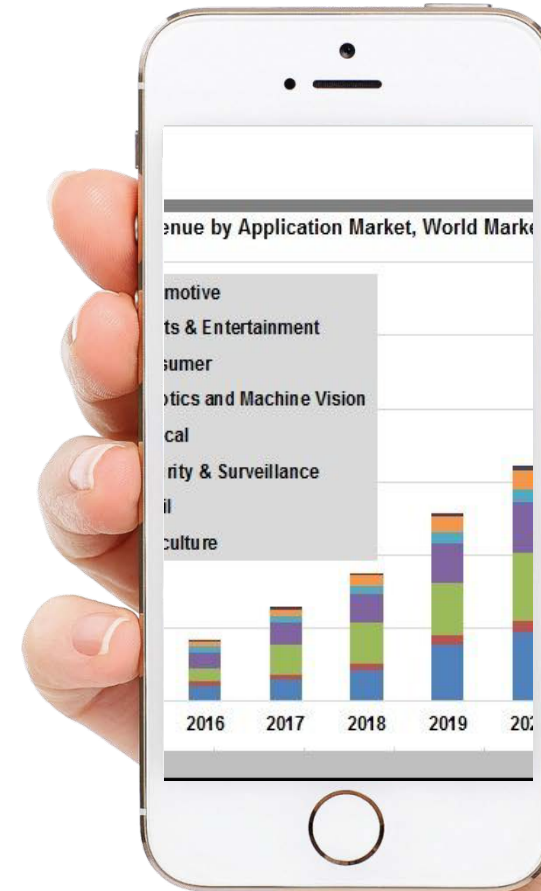 enue by Application Market, World Marke
motive
ts & Entertainment
sumer
otics and Machine Vision
cal
rity & Surveillance
il
culture
2016 2017 2018 2019 202